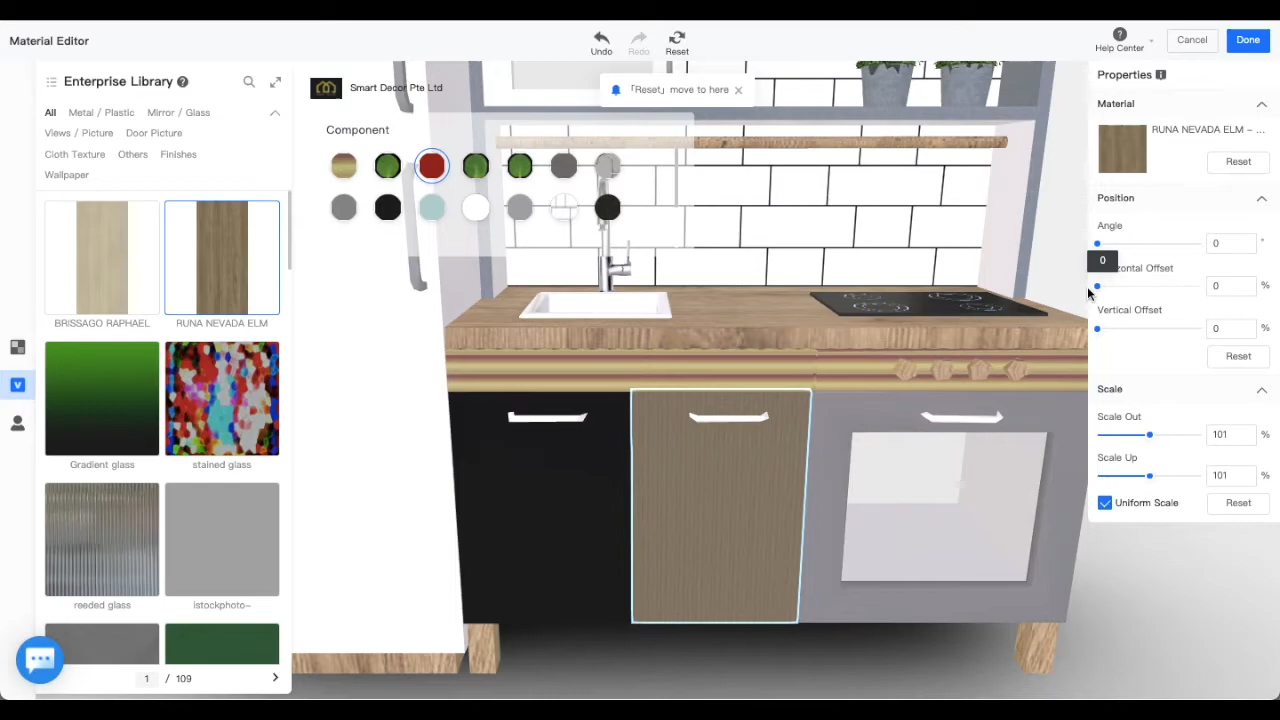 Material Editor
Undo
Redo
Reset
Help Center
Cancel
Done
Enterprise Library
All
Metal / Plastic
Mirror / Glass
Views / Picture
Door Picture
Cloth Texture
Others
Finishes
Wallpaper
BRISSAGO RAPHAEL
RUNA NEVADA ELM
Gradient glass
stained glass
reeded glass
istockphoto-
1 / 109
Smart Decor Pte Ltd
「Reset」 move to here
Component
Properties
Material
RUNA NEVADA ELM - ...
Reset
Position
Angle
0 °
0
izontal Offset
0 %
Vertical Offset
0 %
Reset
Scale
Scale Out
101 %
Scale Up
101 %
Uniform Scale
Reset